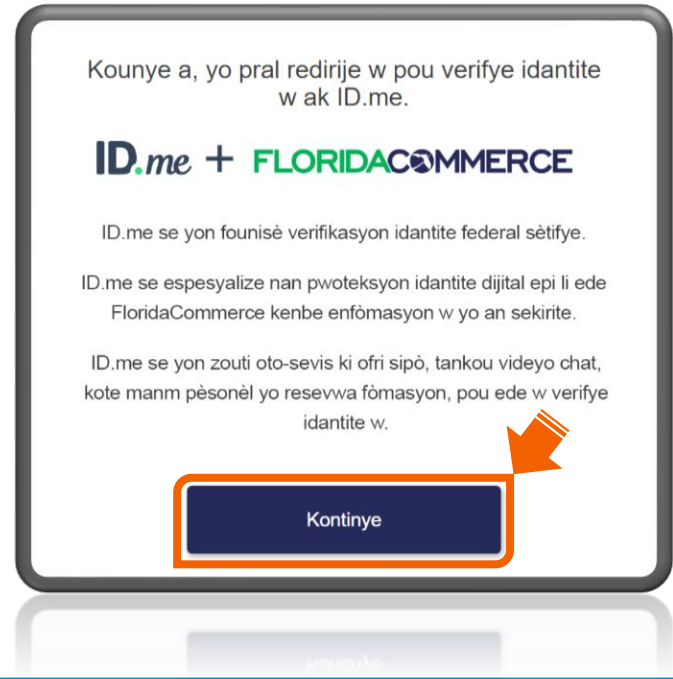 Kounye a, yo pral redirije w pou verifye idantite
w ak ID.me.
ID.me + FLORIDACOMMERCE
ID.me se yon founisè verifikasyon idantite federal sètifye.
ID.me se espesyalize nan pwoteksyon idantite dijital epi li ede
FloridaCommerce kenbe enfòmasyon w yo an sekirite.
ID.me se yon zouti oto-sevis ki ofri sipò, tankou videyo chat,
kote manm pèsonèl yo resevwa fòmasyon, pou ede w verifye
idantite w.
Kontinye